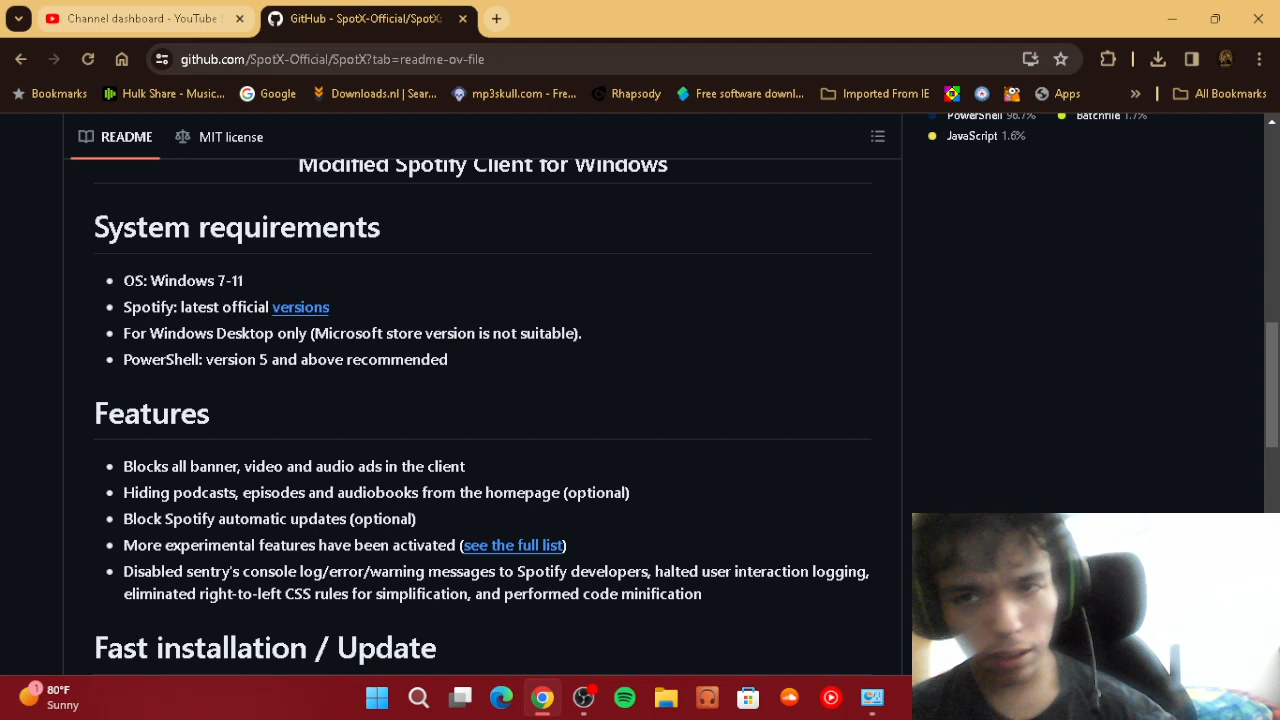 Channel dashboard - YouTube
GitHub - SpotX-Official/SpotX:
github.com/SpotX-Official/SpotX?tab=readme-ov-file
Bookmarks
Hulk Share - Music...
Google
Downloads.nl | Sear...
mp3skull.com - Fre...
Rhapsody
Free software downl...
Imported From IE
Apps
»
All Bookmarks
README
MIT license
PowerShell 96.7%
Batchfile 1.7%
JavaScript 1.6%
Modified Spotify Client for Windows
System requirements
• OS: Windows 7-11
• Spotify: latest official versions
• For Windows Desktop only (Microsoft store version is not suitable).
• PowerShell: version 5 and above recommended
Features
• Blocks all banner, video and audio ads in the client
• Hiding podcasts, episodes and audiobooks from the homepage (optional)
• Block Spotify automatic updates (optional)
• More experimental features have been activated (see the full list)
• Disabled sentry's console log/error/warning messages to Spotify developers, halted user interaction logging,
eliminated right-to-left CSS rules for simplification, and performed code minification
Fast installation / Update
1
80°F
Sunny